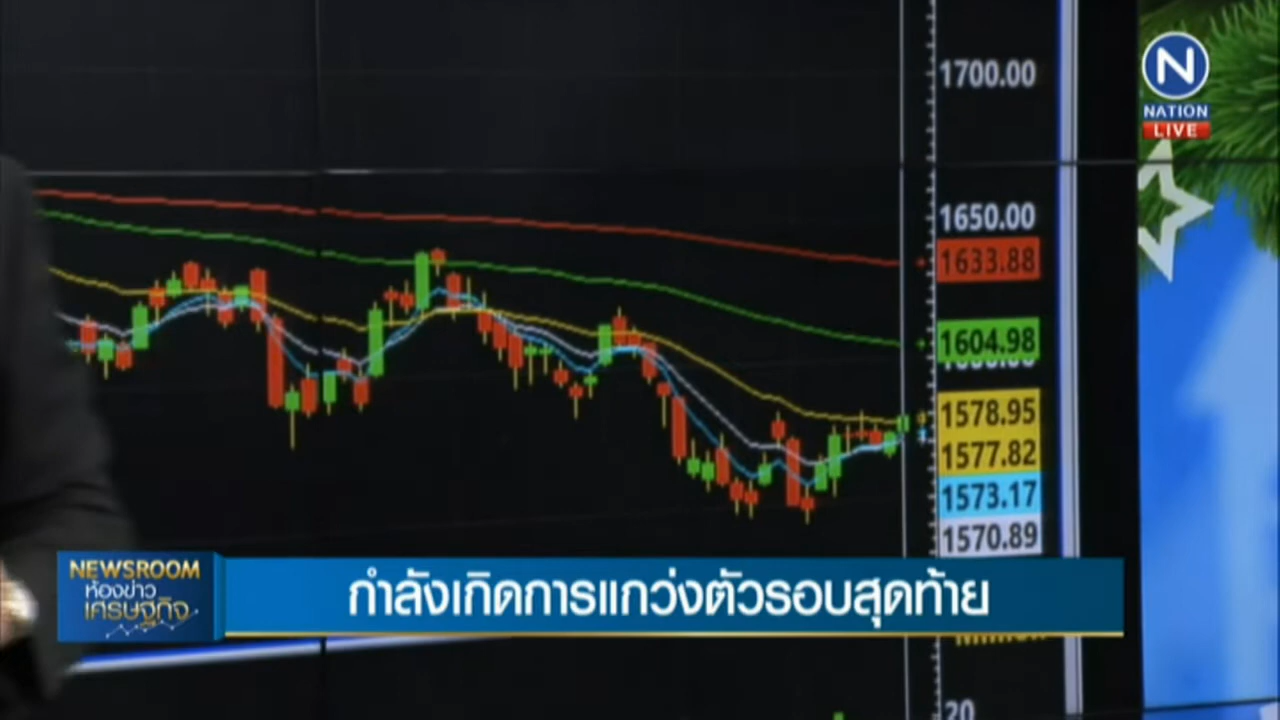 1700.00
N
NATION
LIVE
1650.00
1633.88
1604.98
1578.95
1577.82
1573.17
1570.89
NEWSROOM
ห้องข่าว
เศรษฐกิจ
กำลังเกิดการแกว่งตัวรอบสุดท้าย
20